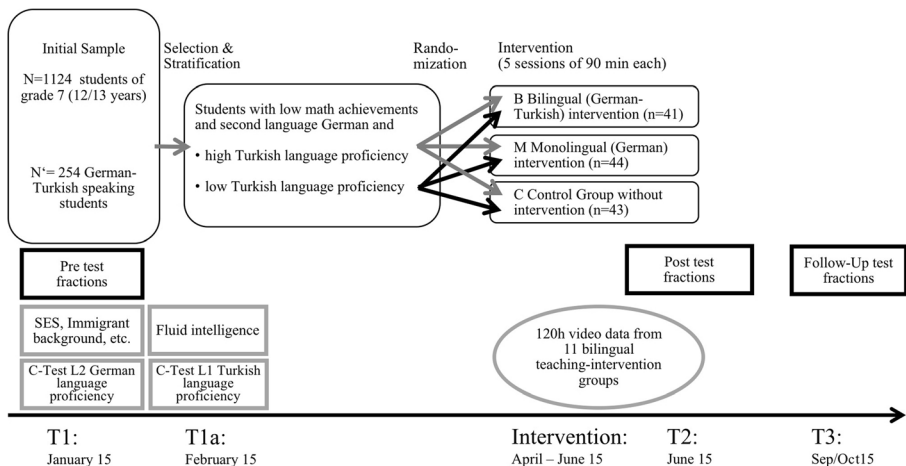 Initial Sample
N=1124 students of
grade 7 (12/13 years)
N‘= 254 German-
Turkish speaking
students
Selection &
Stratification
Students with low math achievements
and second language German and
• high Turkish language proficiency
• low Turkish language proficiency
Rando-
mization
Intervention
(5 sessions of 90 min each)
B Bilingual (German-
Turkish) intervention (n=41)
M Monolingual (German)
intervention (n=44)
C Control Group without
intervention (n=43)
Pre test
fractions
Post test
fractions
Follow-Up test
fractions
SES, Immigrant
background, etc.
Fluid intelligence
C-Test L2 German
language
proficiency
C-Test L1 Turkish
language
proficiency
120h video data from
11 bilingual
teaching-intervention
groups
T1:
January 15
T1a:
February 15
Intervention:
April – June 15
T2:
June 15
T3:
Sep/Oct15